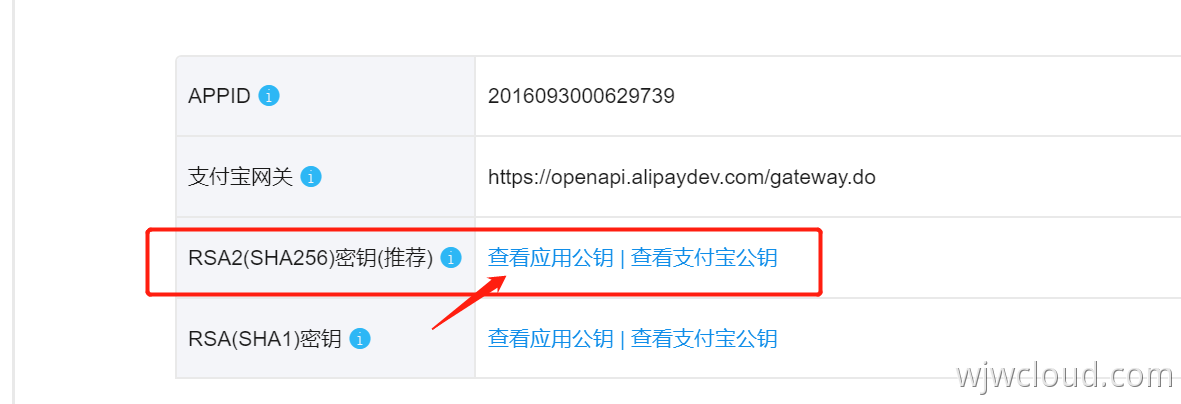 APPID i 2016093000629739
支付宝网关 i https://openapi.alipaydev.com/gateway.do
RSA2(SHA256)密钥(推荐) i 查看应用公钥 | 查看支付宝公钥
RSA(SHA1)密钥 i 查看应用公钥 | 查看支付宝公钥
wjwcloud.com